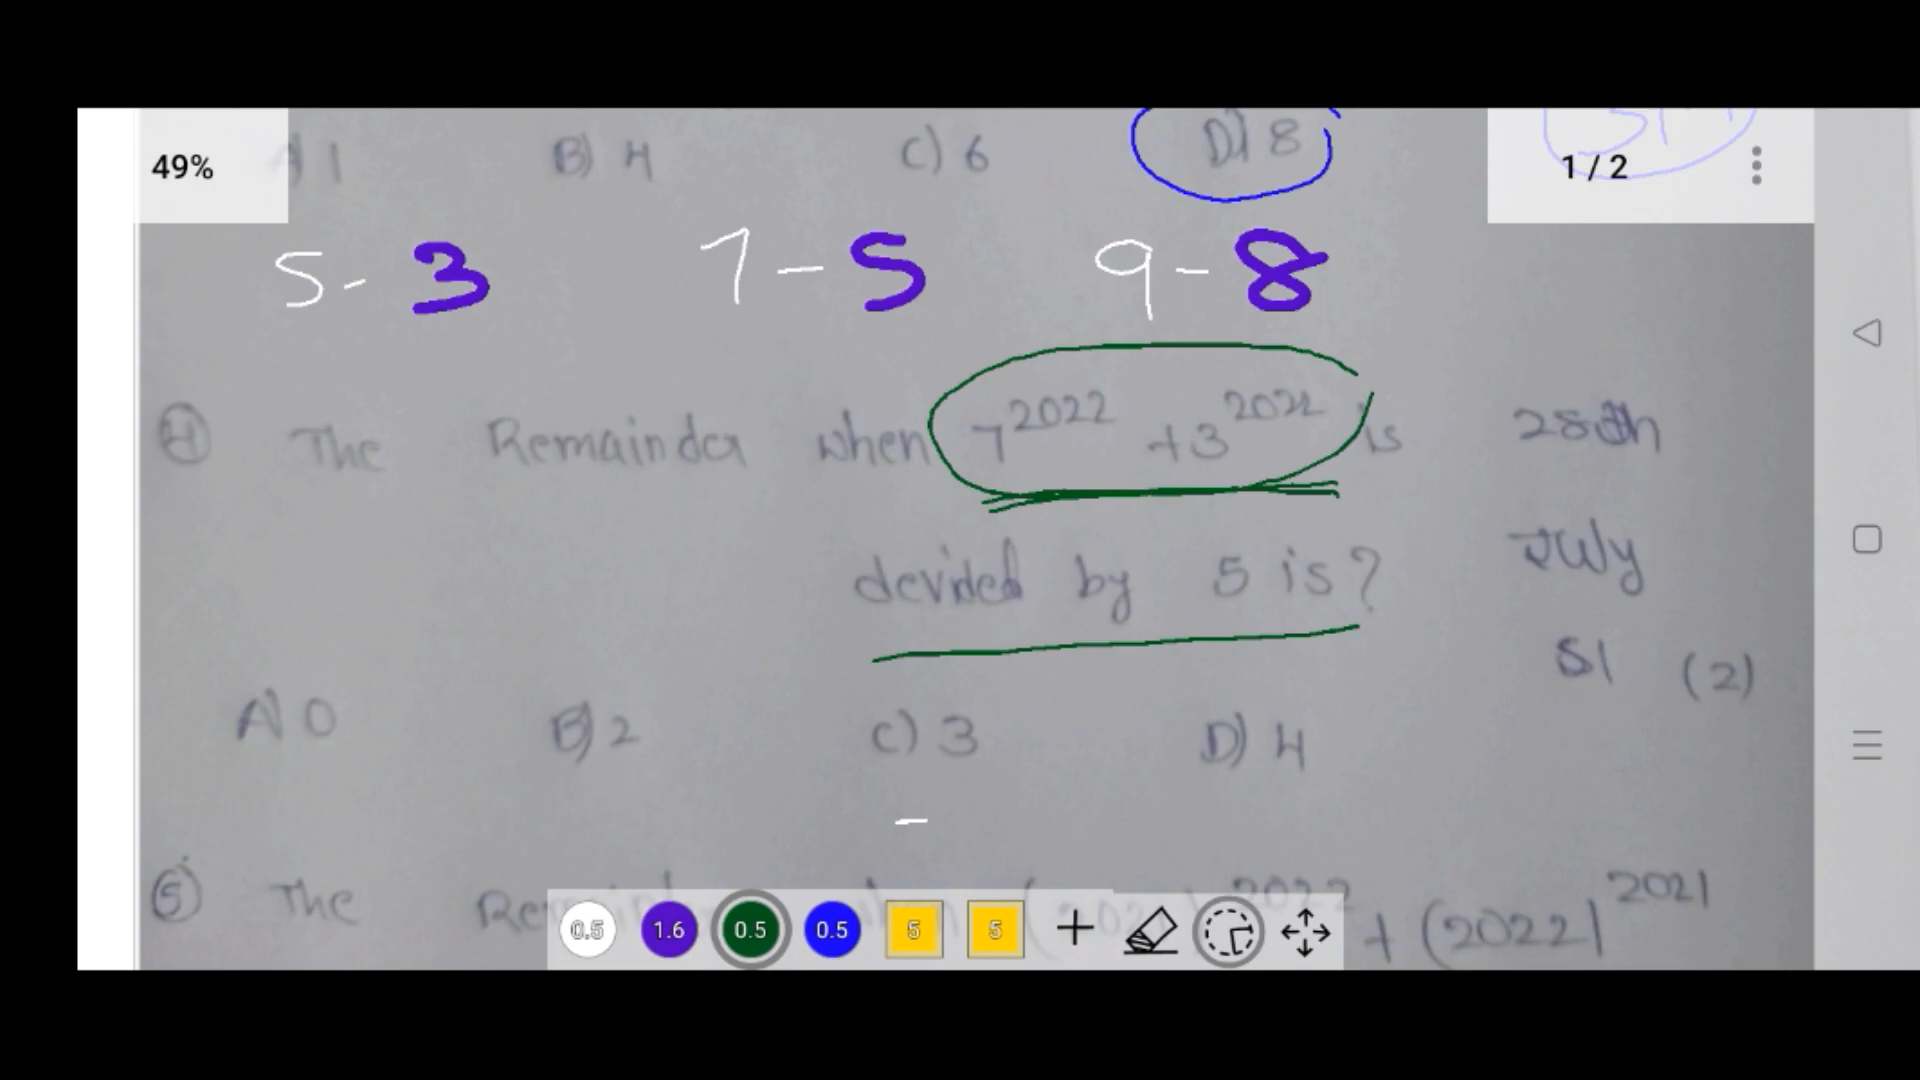 49%
A) 1 B) 4 C) 6 D) 8
1/2
5 - 3 7 - 5 9 - 8
④ The Remainder when 7^2022 + 3^2022 is 28th
devided by 5 is? July
S1 (2)
A) 0 B) 2 C) 3 D) 4
-
⑤ The 2022 + (2022)^2021
0.5 1.6 0.5 0.5 5 5